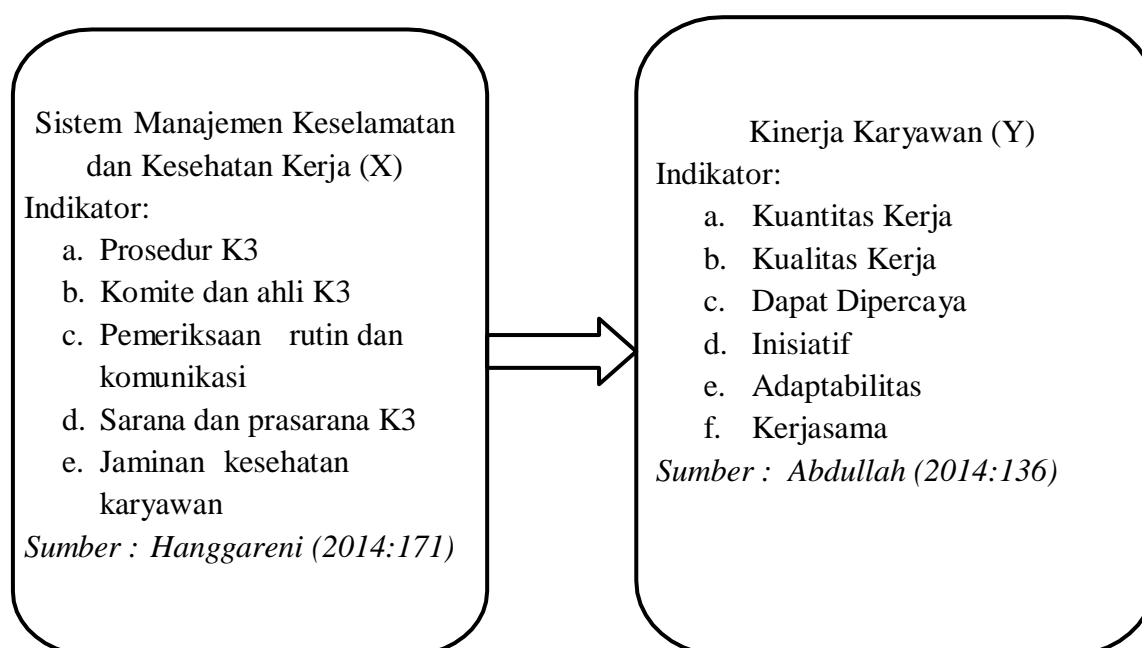 Sistem Manajemen Keselamatan
dan Kesehatan Kerja (X)
Indikator:
a. Prosedur K3
b. Komite dan ahli K3
c. Pemeriksaan rutin dan
komunikasi
d. Sarana dan prasarana K3
e. Jaminan kesehatan
karyawan
Sumber : Hanggareni (2014:171)
Kinerja Karyawan (Y)
Indikator:
a. Kuantitas Kerja
b. Kualitas Kerja
c. Dapat Dipercaya
d. Inisiatif
e. Adaptabilitas
f. Kerjasama
Sumber : Abdullah (2014:136)